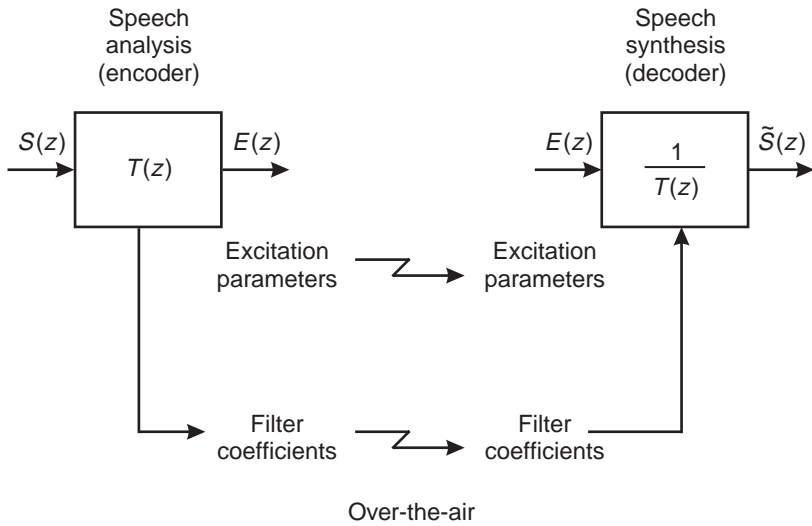 Speech
analysis
(encoder)
Speech
synthesis
(decoder)
S(z)
T(z)
E(z)
E(z)
1
T(z)
S̃(z)
Excitation
parameters
Excitation
parameters
Filter
coefficients
Filter
coefficients
Over-the-air